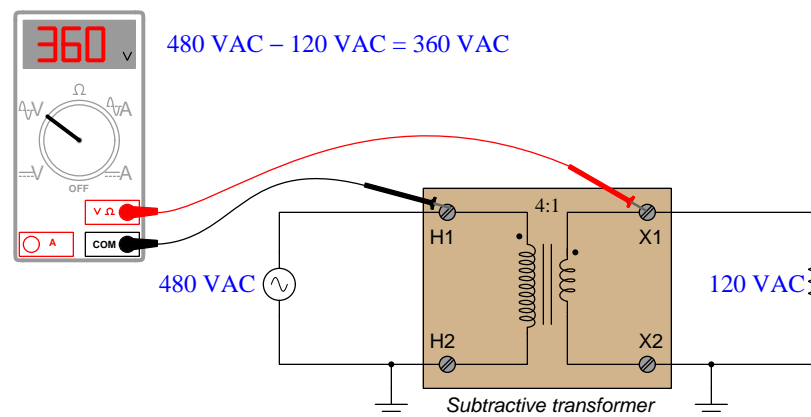 360 V
480 VAC − 120 VAC = 360 VAC
Ω
V
A
V
A
OFF
V Ω
A
COM
4:1
H1
X1
480 VAC
120 VAC
H2
X2
Subtractive transformer